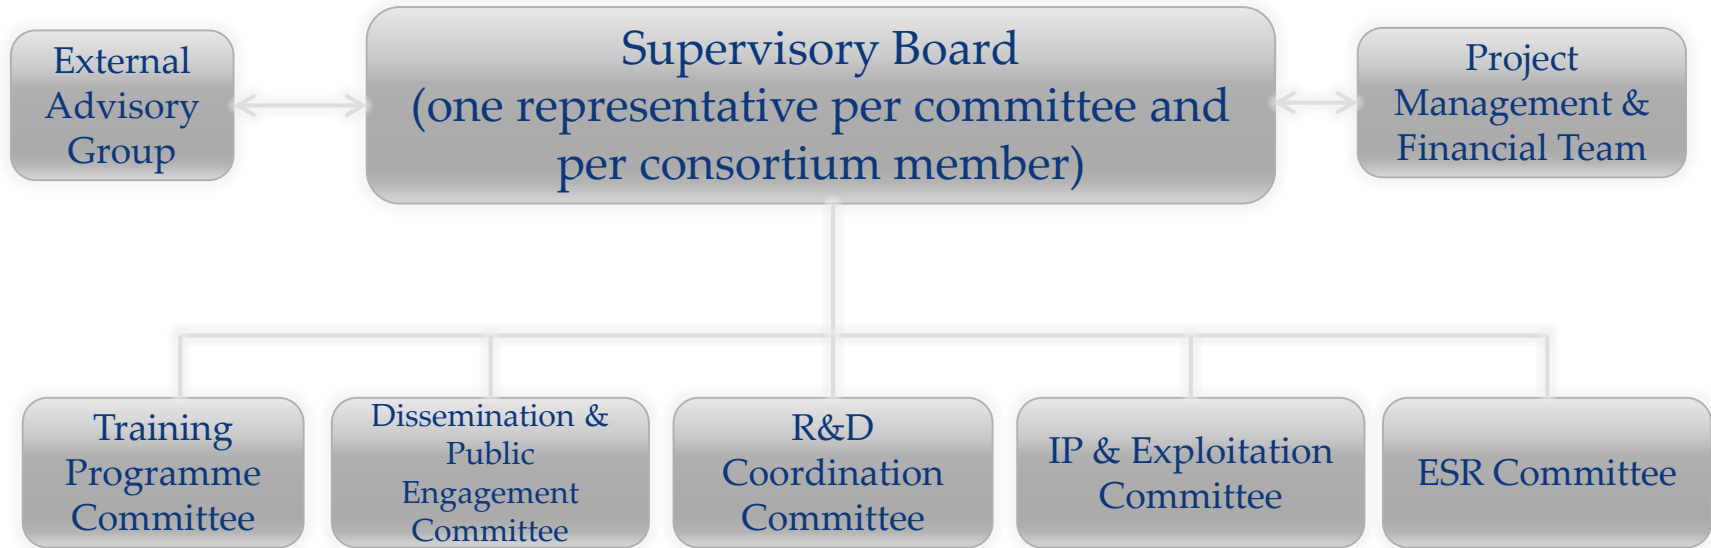 External
Advisory
Group
Supervisory Board
(one representative per committee and
per consortium member)
Project
Management &
Financial Team
Training
Programme
Committee
Dissemination &
Public
Engagement
Committee
R&D
Coordination
Committee
IP & Exploitation
Committee
ESR Committee